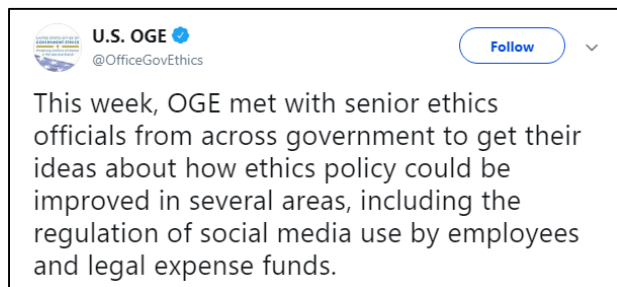 U.S. OGE
@OfficeGovEthics
Follow
This week, OGE met with senior ethics
officials from across government to get their
ideas about how ethics policy could be
improved in several areas, including the
regulation of social media use by employees
and legal expense funds.